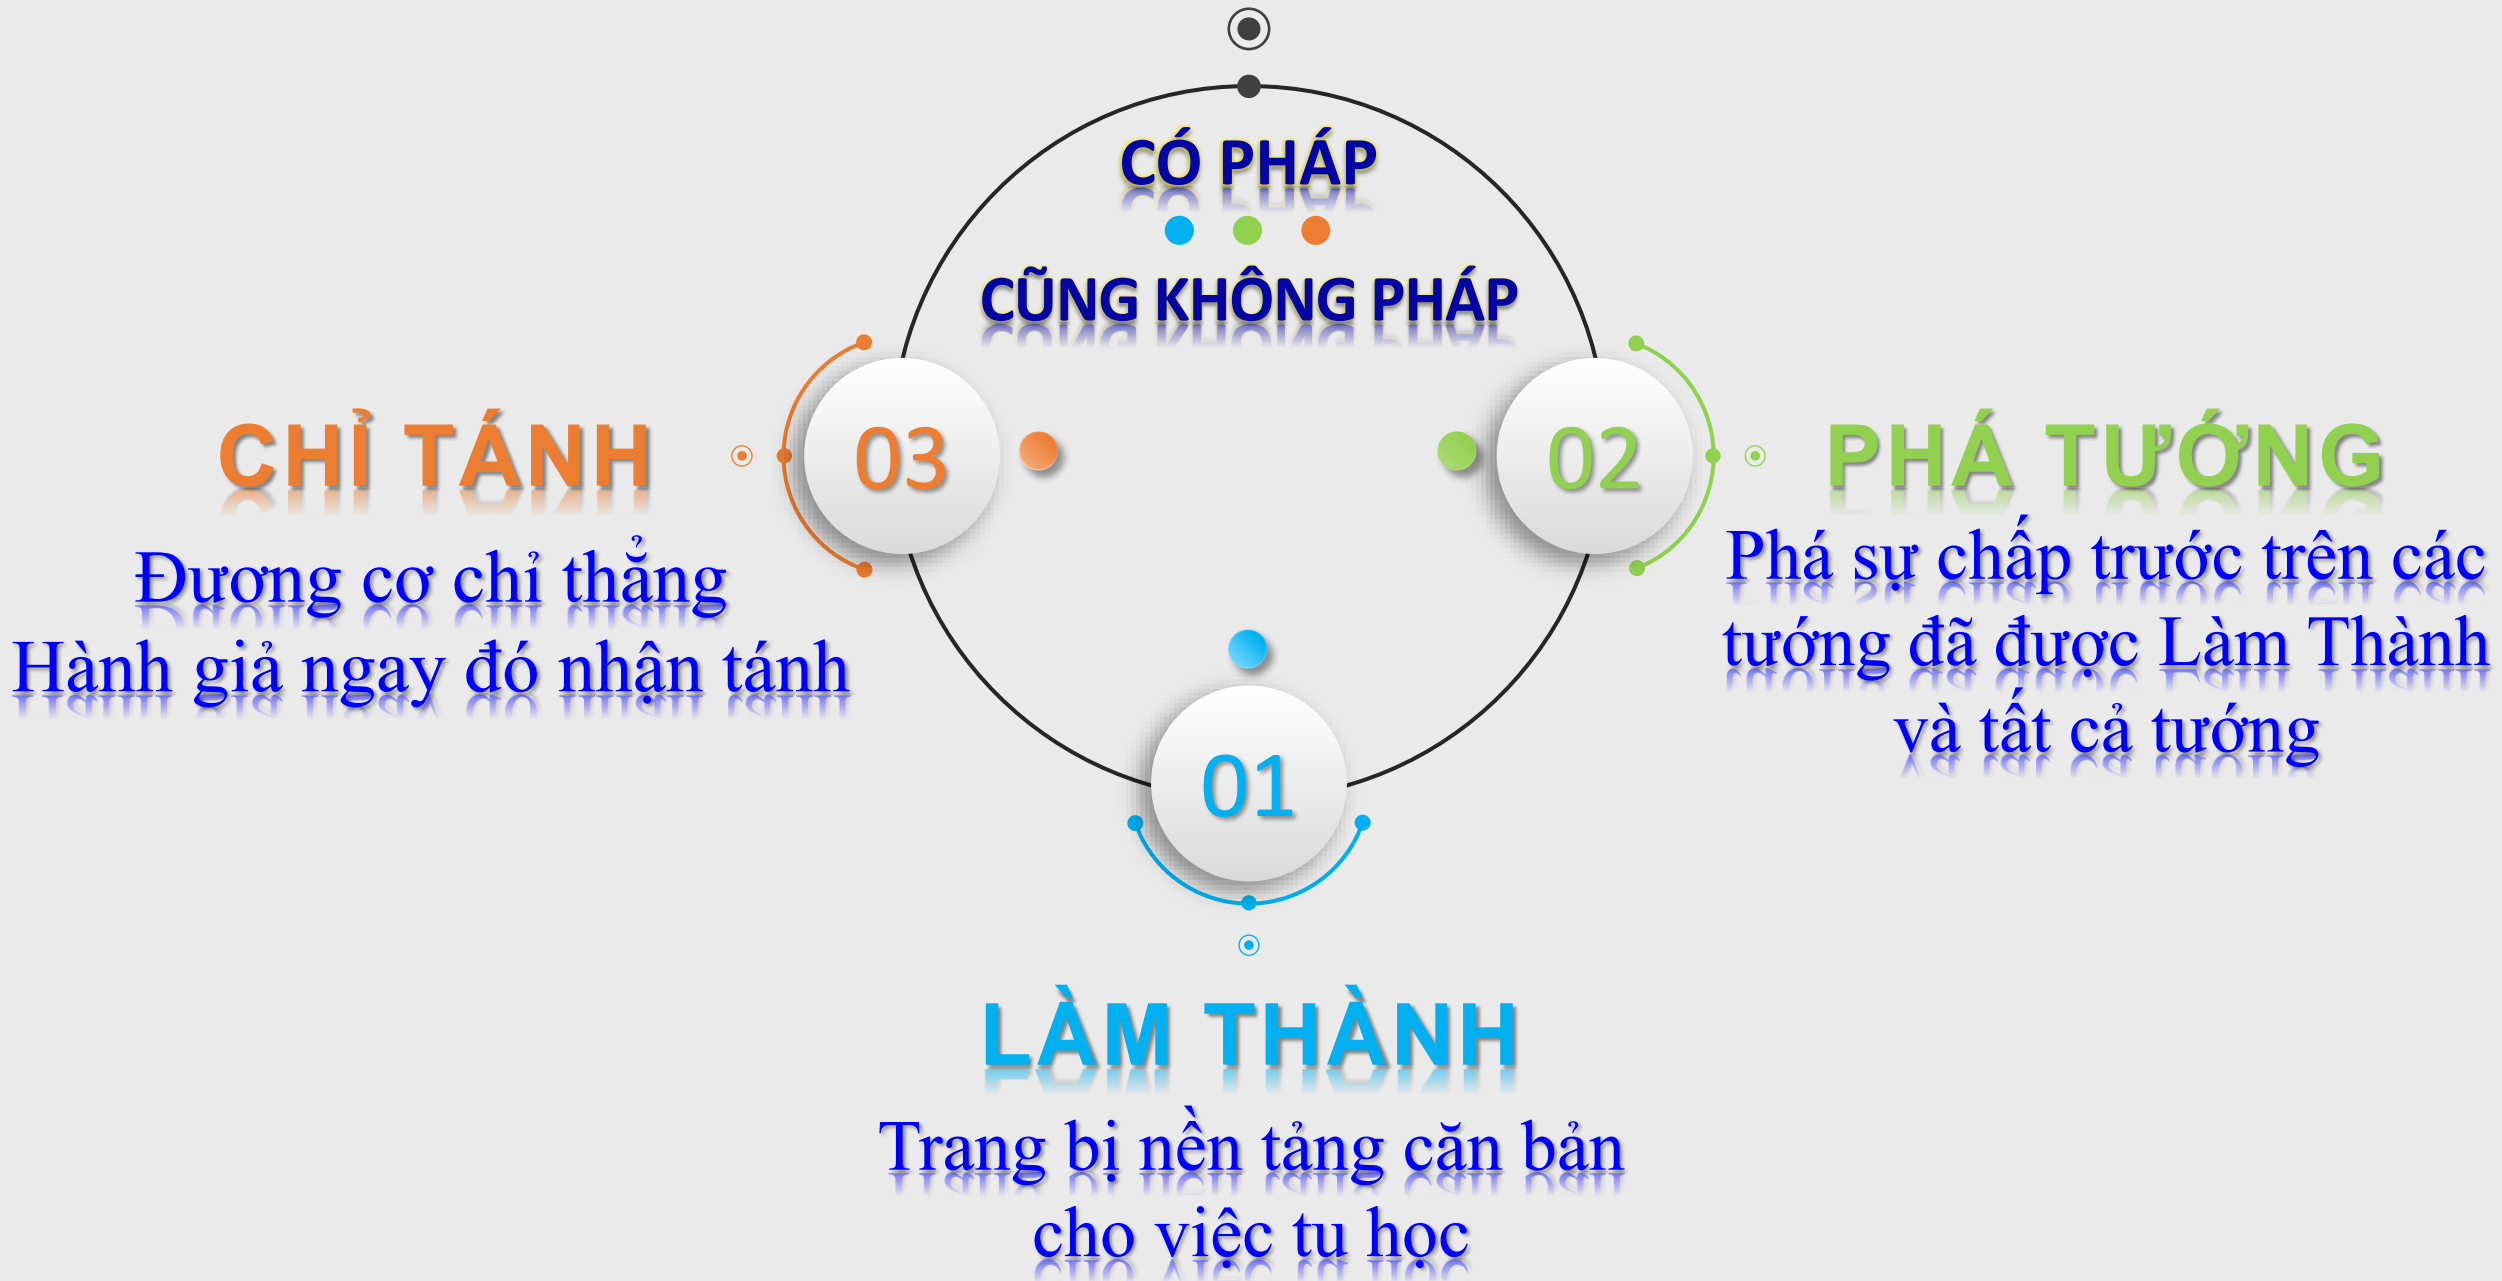 CÓ PHÁP
CŨNG KHÔNG PHÁP
03
CHỈ TÁNH
Đương cơ chỉ thẳng
Hành giả ngay đó nhận tánh
02
PHÁ TƯỚNG
Phá sự chấp trước trên các
tướng đã được Làm Thành
và tất cả tướng
01
LÀM THÀNH
Trang bị nền tảng căn bản
cho việc tu học